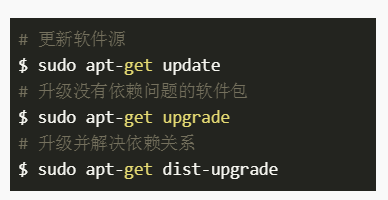 # 更新软件源
$ sudo apt-get update
# 升级没有依赖问题的软件包
$ sudo apt-get upgrade
# 升级并解决依赖关系
$ sudo apt-get dist-upgrade